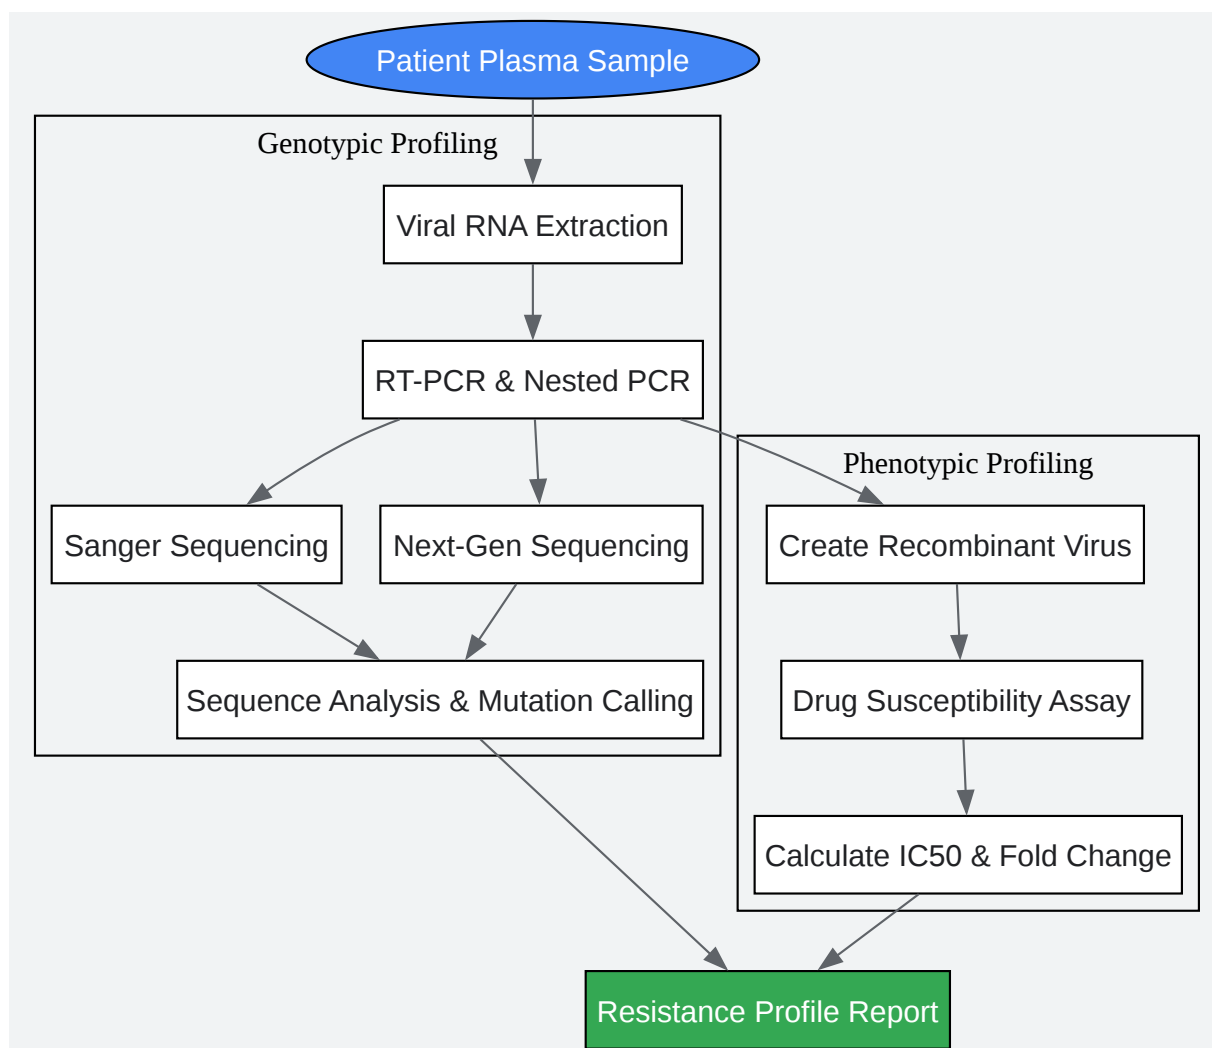 Patient Plasma Sample
Genotypic Profiling
Viral RNA Extraction
RT-PCR & Nested PCR
Phenotypic Profiling
Sanger Sequencing
Next-Gen Sequencing
Create Recombinant Virus
Sequence Analysis & Mutation Calling
Drug Susceptibility Assay
Calculate IC50 & Fold Change
Resistance Profile Report